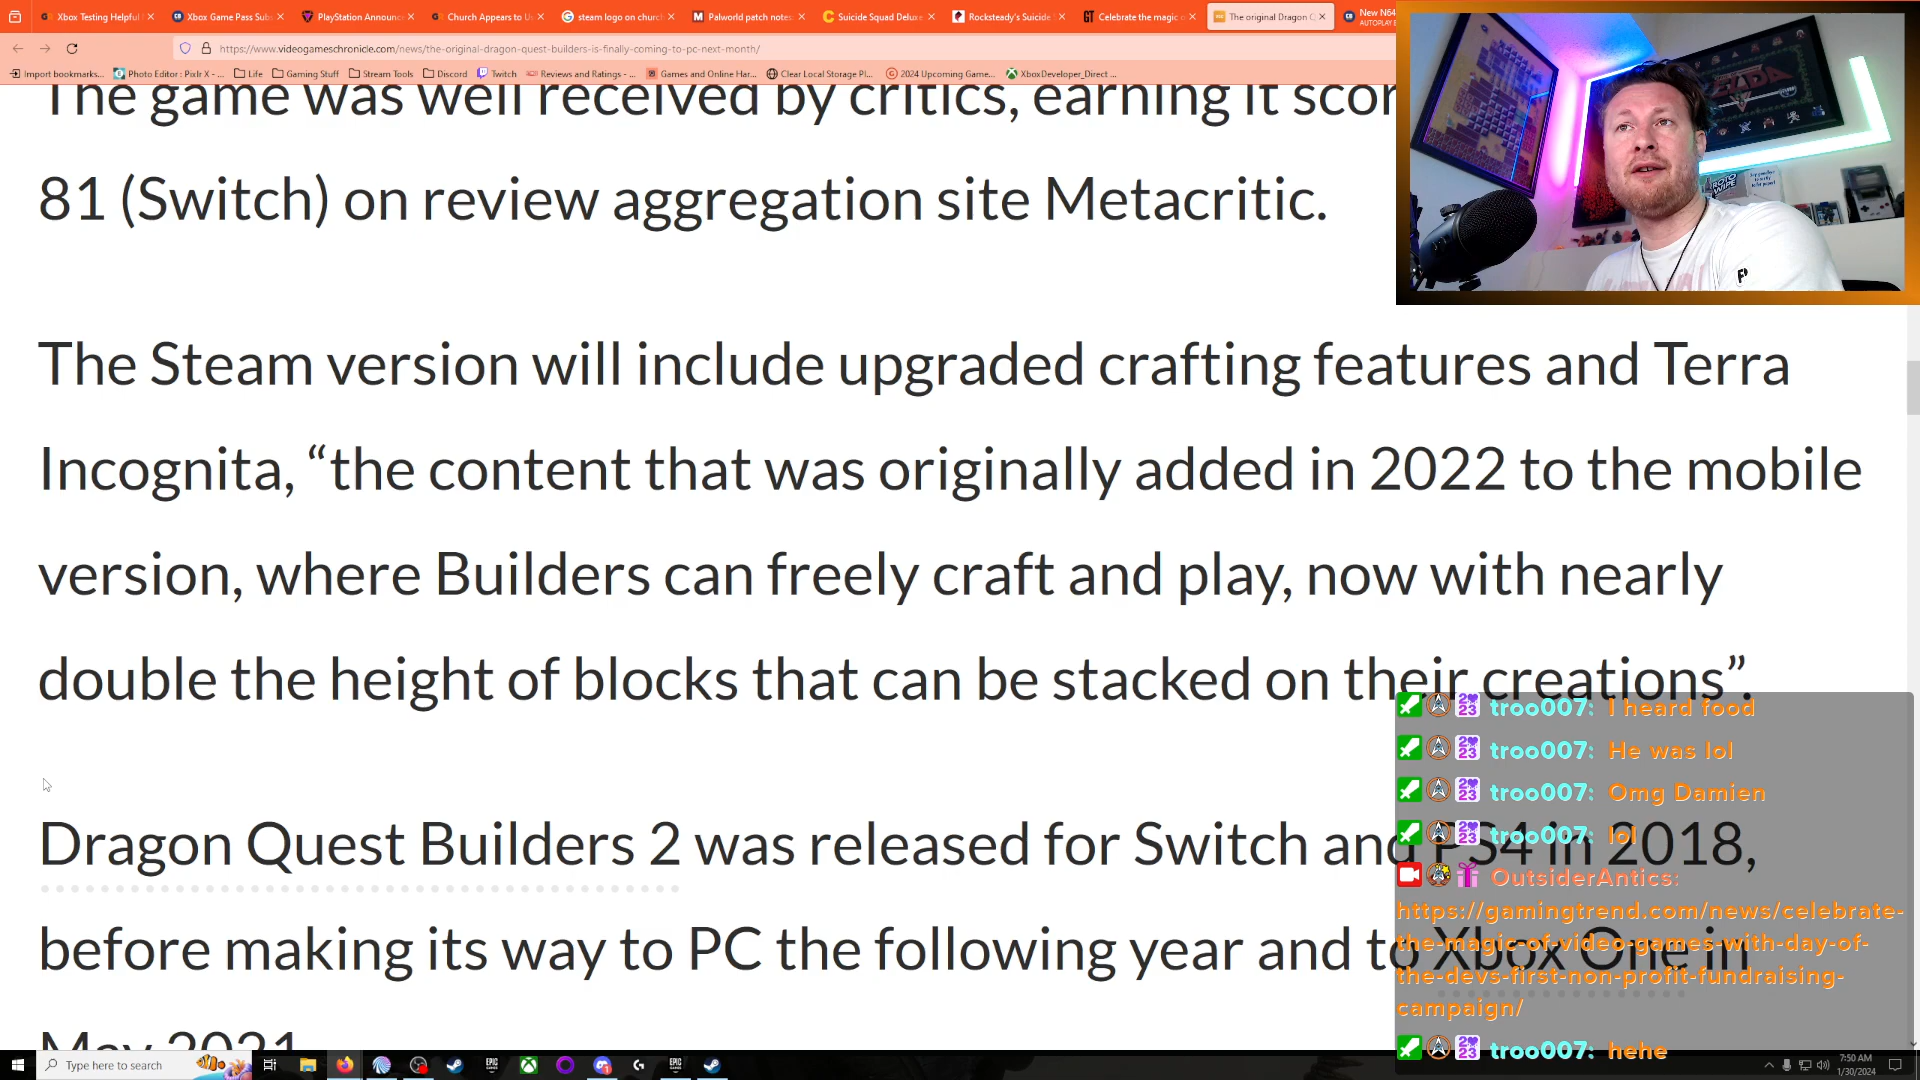 Xbox Testing Helpful
Xbox Game Pass Subs
PlayStation Announc
Church Appears to U
steam logo on church
Palworld patch notes
Suicide Squad Deluxe
Rocksteady's Suicide
Celebrate the magic o
The original Dragon Q
New N64
AUTOPLAY
https://www.videogameschronicle.com/news/the-original-dragon-quest-builders-is-finally-coming-to-pc-next-month/
Import bookmarks...
Photo Editor : Pixlr X - ...
Life
Gaming Stuff
Stream Tools
Discord
Twitch
Reviews and Ratings - ...
Games and Online Har...
Clear Local Storage Pl...
2024 Upcoming Game...
XboxDeveloper_Direct ...
The game was well received by critics, earning it scor
81 (Switch) on review aggregation site Metacritic.
The Steam version will include upgraded crafting features and Terra
Incognita, “the content that was originally added in 2022 to the mobile
version, where Builders can freely craft and play, now with nearly
double the height of blocks that can be stacked on their creations”.
Dragon Quest Builders 2 was released for Switch and PS4 in 2018,
before making its way to PC the following year and to Xbox One in
May 2021
troo007: I heard food
troo007: He was lol
troo007: Omg Damien
troo007: lol
OutsiderAntics:
https://gamingtrend.com/news/celebrate-
the-magic-of-video-games-with-day-of-
the-devs-first-non-profit-fundraising-
campaign/
troo007: hehe
Type here to search
7:50 AM
1/30/2024